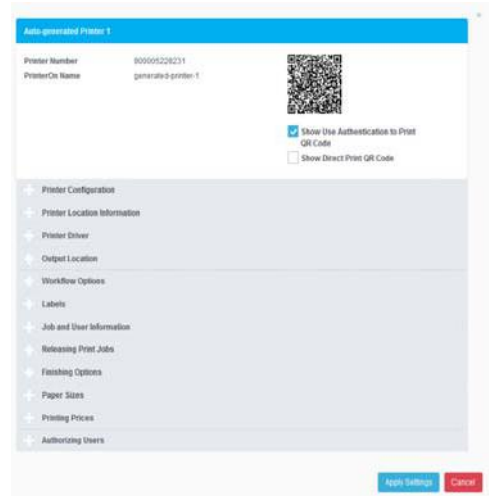 Auto-generated Printer 1
Printer Number 800005228231
PrinterOn Name generated-printer-1
Show Use Authentication to Print
QR Code
Show Direct Print QR Code
Printer Configuration
Printer Location Information
Printer Driver
Output Location
Workflow Options
Labels
Job and User Information
Releasing Print Jobs
Finishing Options
Paper Sizes
Printing Prices
Authorizing Users
Apply Settings Cancel